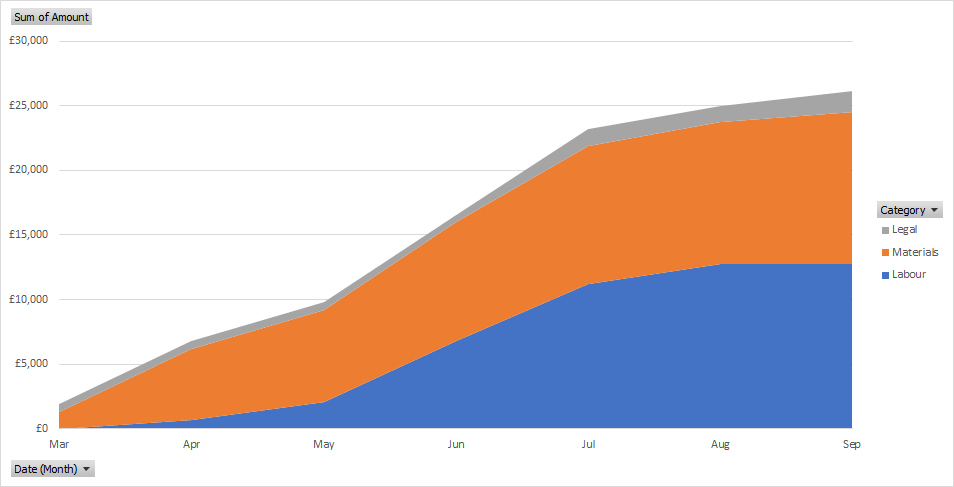 Sum of Amount
£30,000
£25,000
£20,000
£15,000
£10,000
£5,000
£0
Mar Apr May Jun Jul Aug Sep
Date (Month)
Category
Legal
Materials
Labour